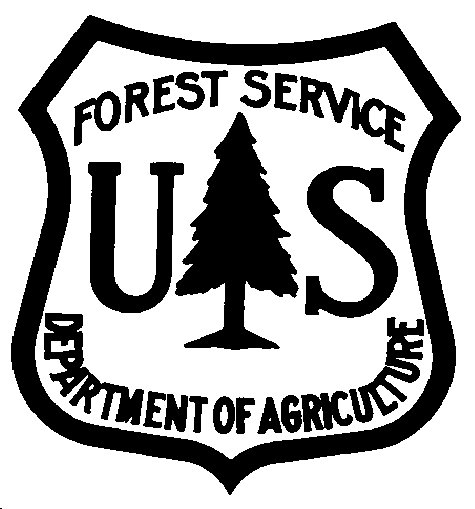 FOREST SERVICE
U S
DEPARTMENT OF AGRICULTURE